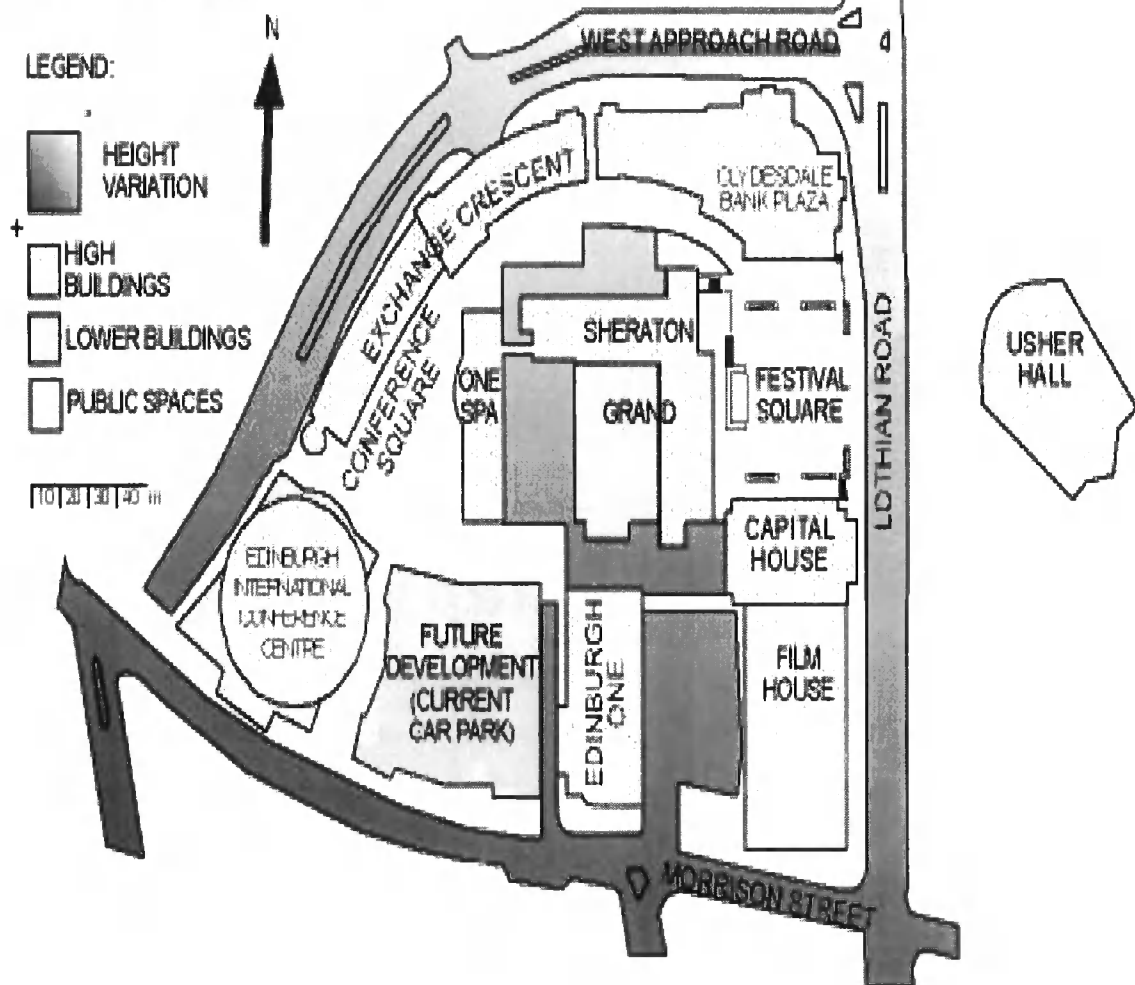 N
LEGEND:
HEIGHT
VARIATION
HIGH
BUILDINGS
LOWER BUILDINGS
PUBLIC SPACES
10 20 30 40 m
WEST APPROACH ROAD
EXCHANGE CRESCENT
CLYDESDALE
BANK PLAZA
CONFERENCE
SQUARE
ONE
SPA
SHERATON
GRAND
FESTIVAL
SQUARE
LOTHIAN ROAD
USHER
HALL
CAPITAL
HOUSE
EDINBURGH
INTERNATIONAL
CONFERENCE
CENTRE
FUTURE
DEVELOPMENT
(CURRENT
CAR PARK)
EDINBURGH
ONE
FILM
HOUSE
MORRISON STREET